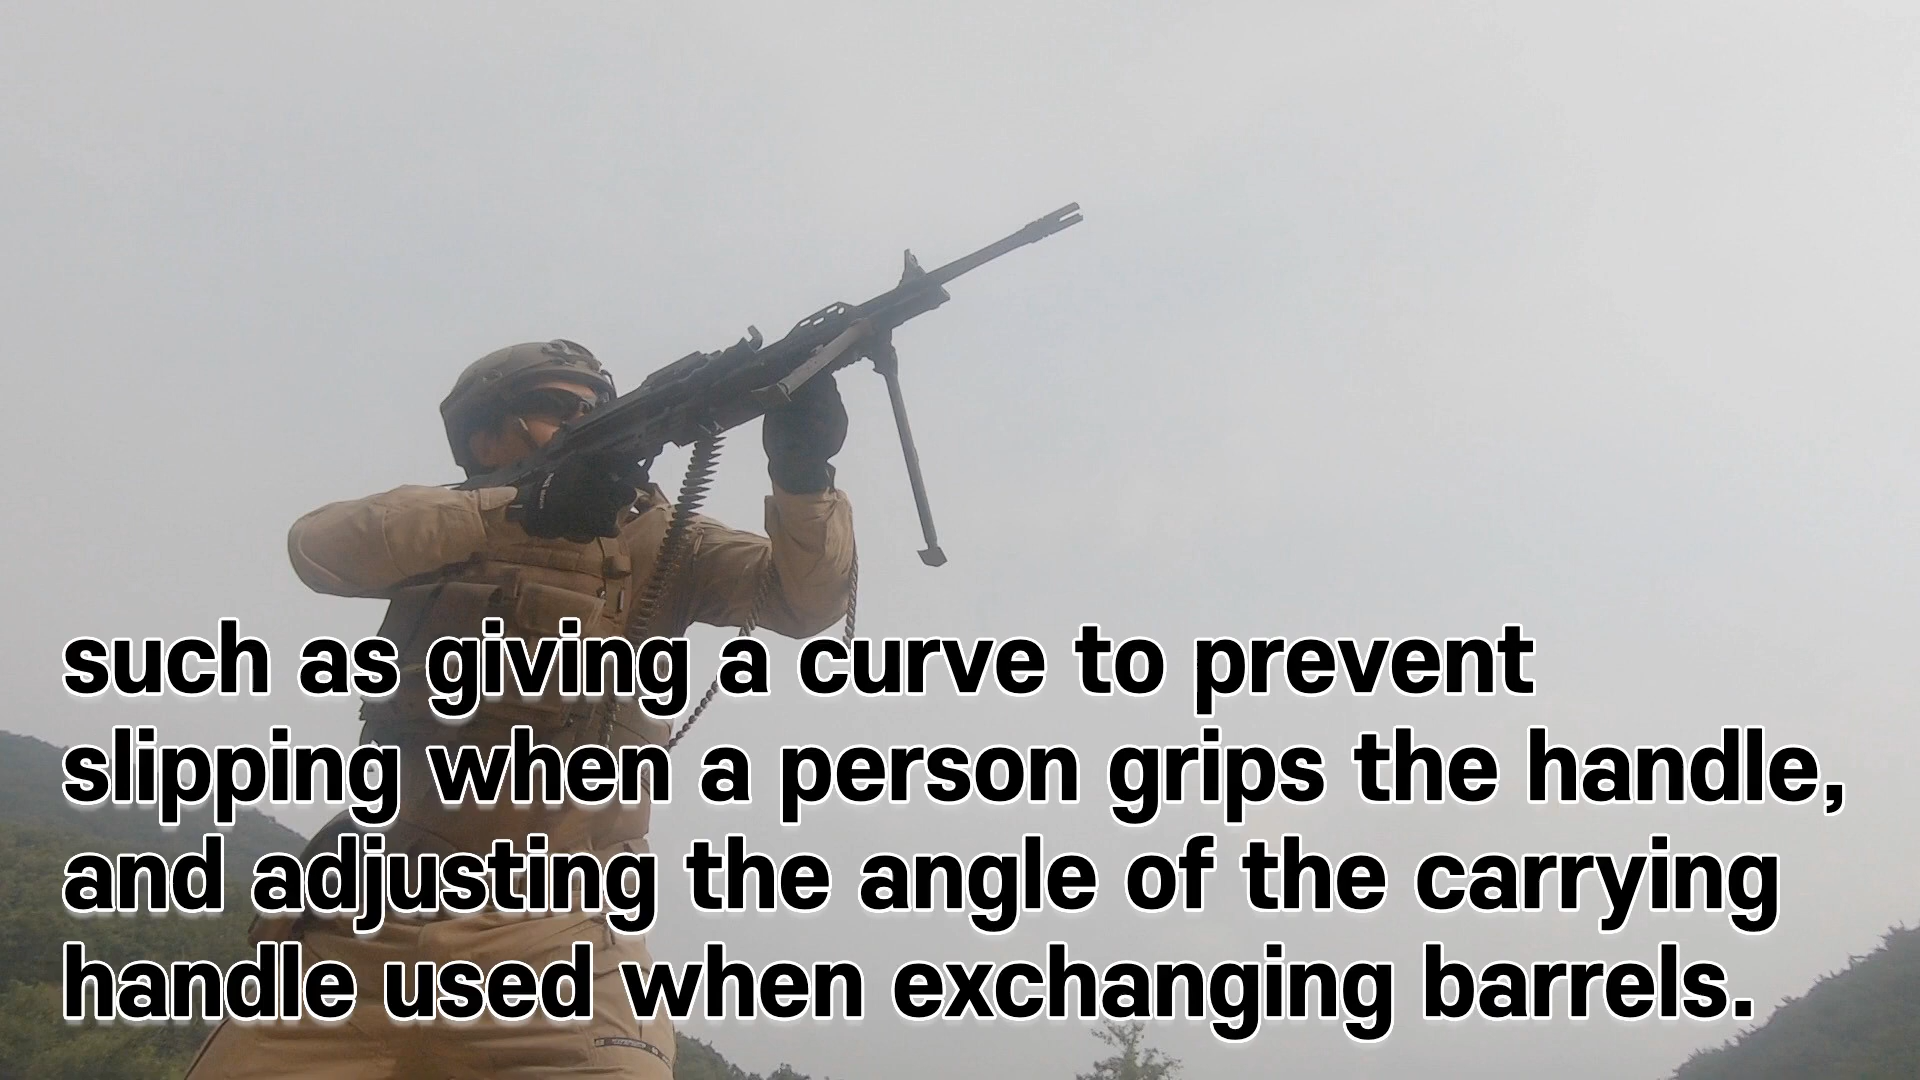 such as giving a curve to prevent
slipping when a person grips the handle,
and adjusting the angle of the carrying
handle used when exchanging barrels.